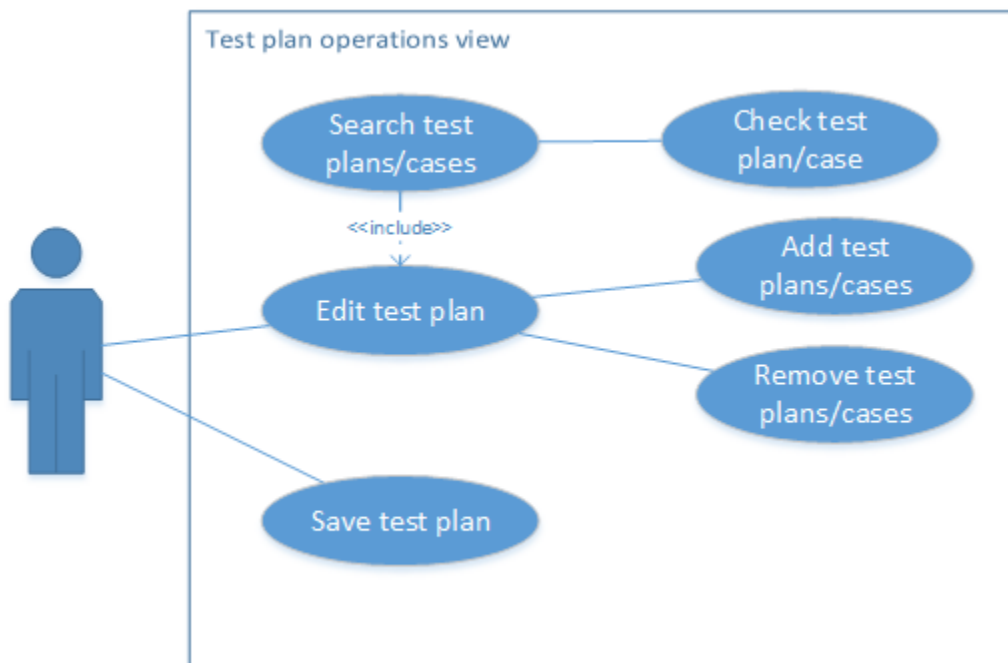 Test plan operations view
Search test
plans/cases
Check test
plan/case
<<include>>
Edit test plan
Add test
plans/cases
Remove test
plans/cases
Save test plan